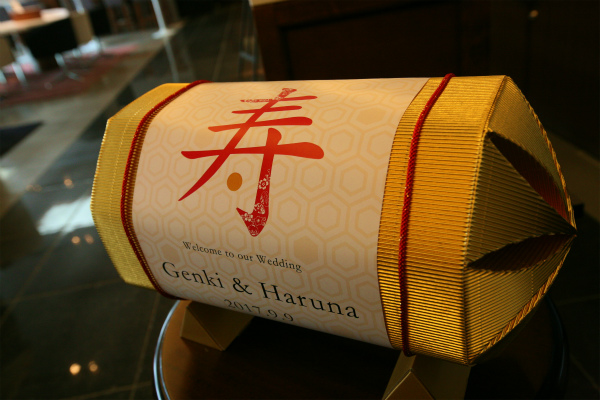 寿
Welcome to our Wedding
Genki & Haruna
2017.9.9